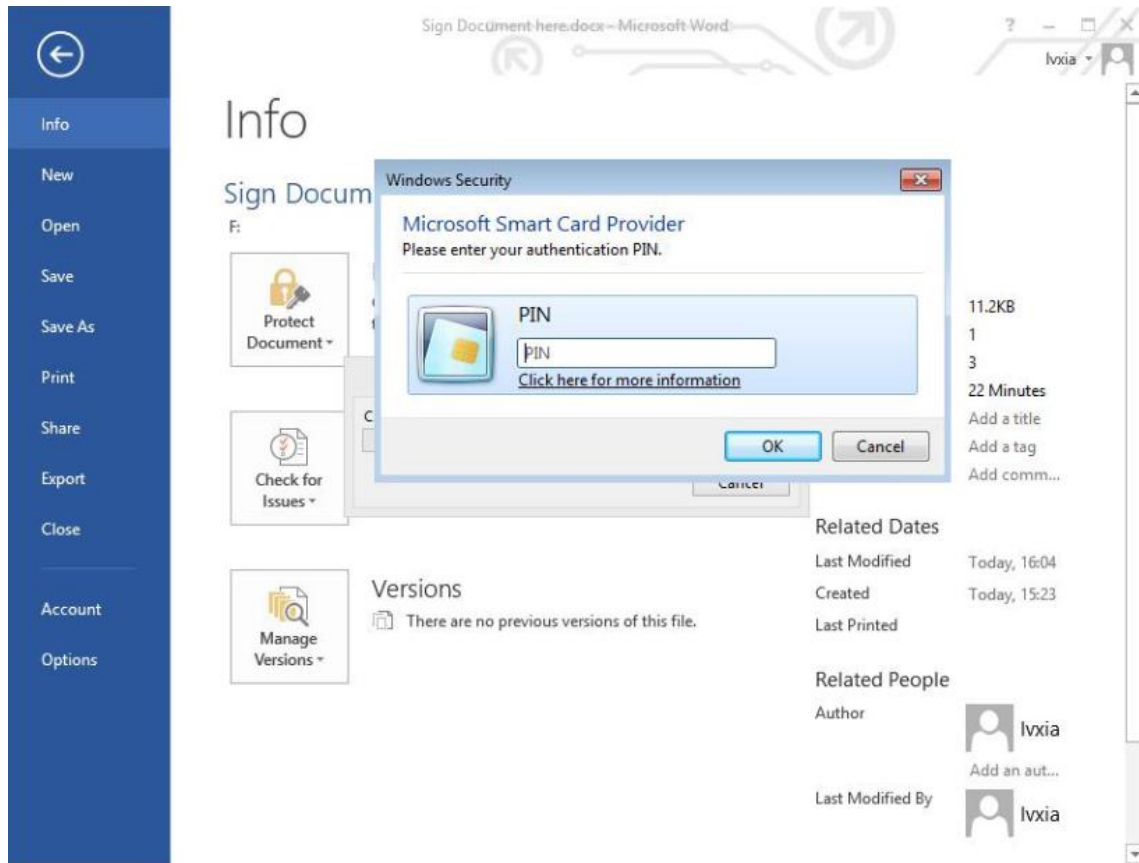 Sign Document here.docx - Microsoft Word
?
lvxia
Info
New
Open
Save
Save As
Print
Share
Export
Close
Account
Options
Info
Sign Docum
F:
Protect
Document
Check for
Issues
Manage
Versions
Versions
There are no previous versions of this file.
Windows Security
Microsoft Smart Card Provider
Please enter your authentication PIN.
PIN
PIN
Click here for more information
OK
Cancel
Cancel
11.2KB
1
3
22 Minutes
Add a title
Add a tag
Add comm...
Related Dates
Last Modified Today, 16:04
Created Today, 15:23
Last Printed
Related People
Author lvxia
Add an aut...
Last Modified By lvxia